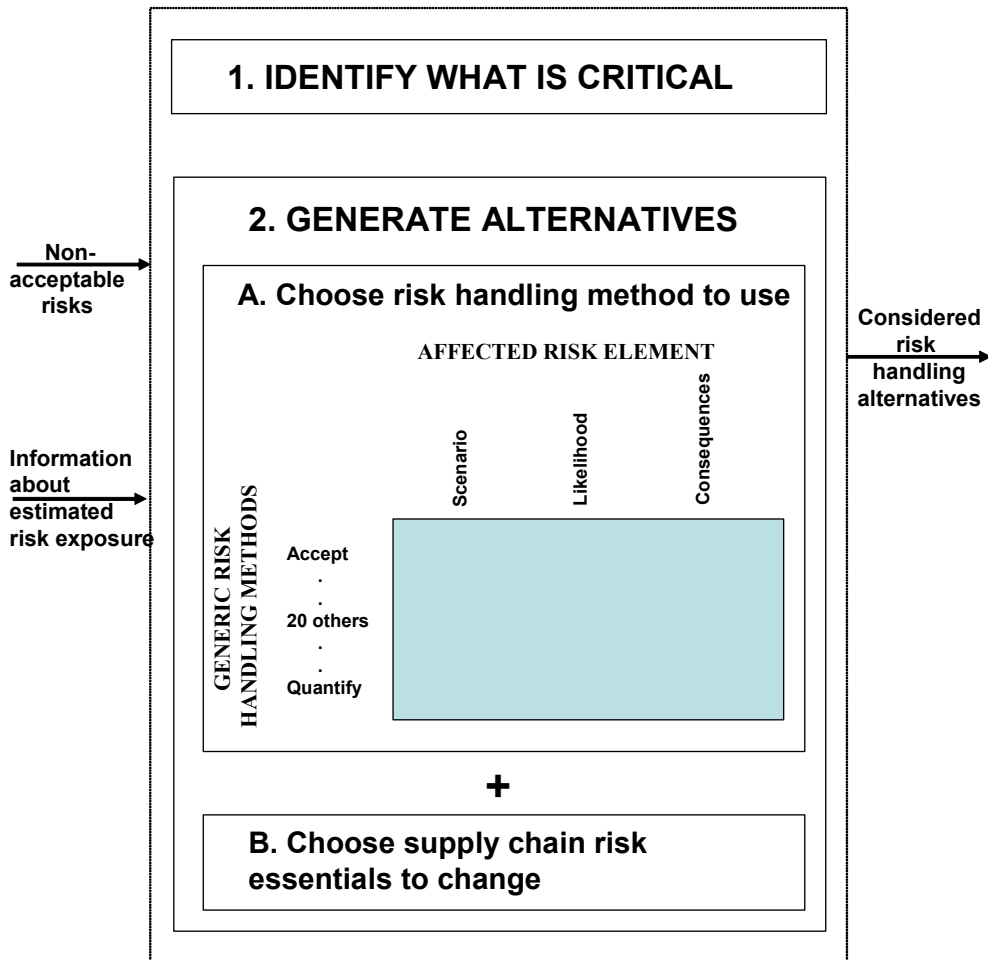 1. IDENTIFY WHAT IS CRITICAL
2. GENERATE ALTERNATIVES
Non-
acceptable
risks
A. Choose risk handling method to use
Considered
risk
handling
alternatives
AFFECTED RISK ELEMENT
Scenario
Likelihood
Consequences
Information
about
estimated
risk exposure
GENERIC RISK
HANDLING METHODS
Accept
.
.
20 others
.
.
Quantify
+
B. Choose supply chain risk
essentials to change